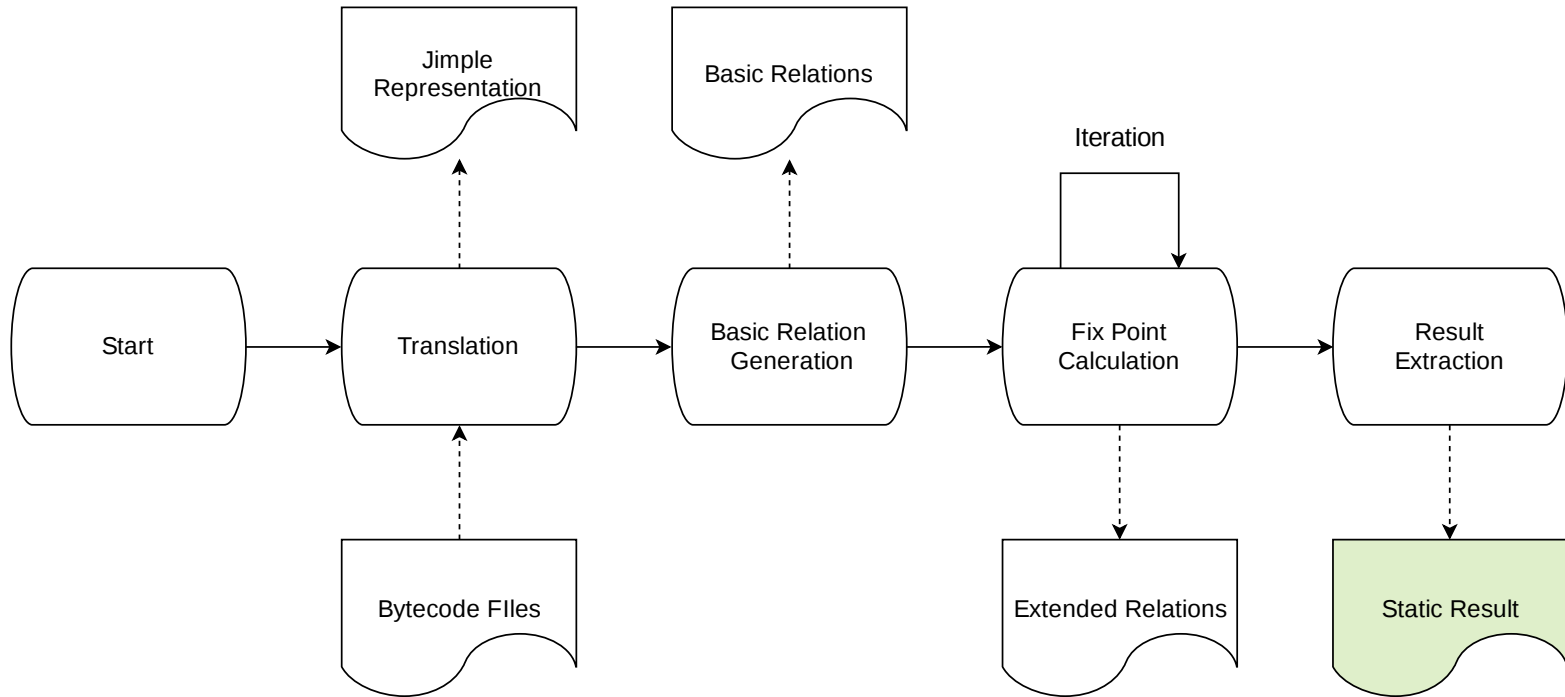 Jimple
Representation
Basic Relations
Iteration
Start
Translation
Basic Relation
Generation
Fix Point
Calculation
Result
Extraction
Bytecode FIles
Extended Relations
Static Result